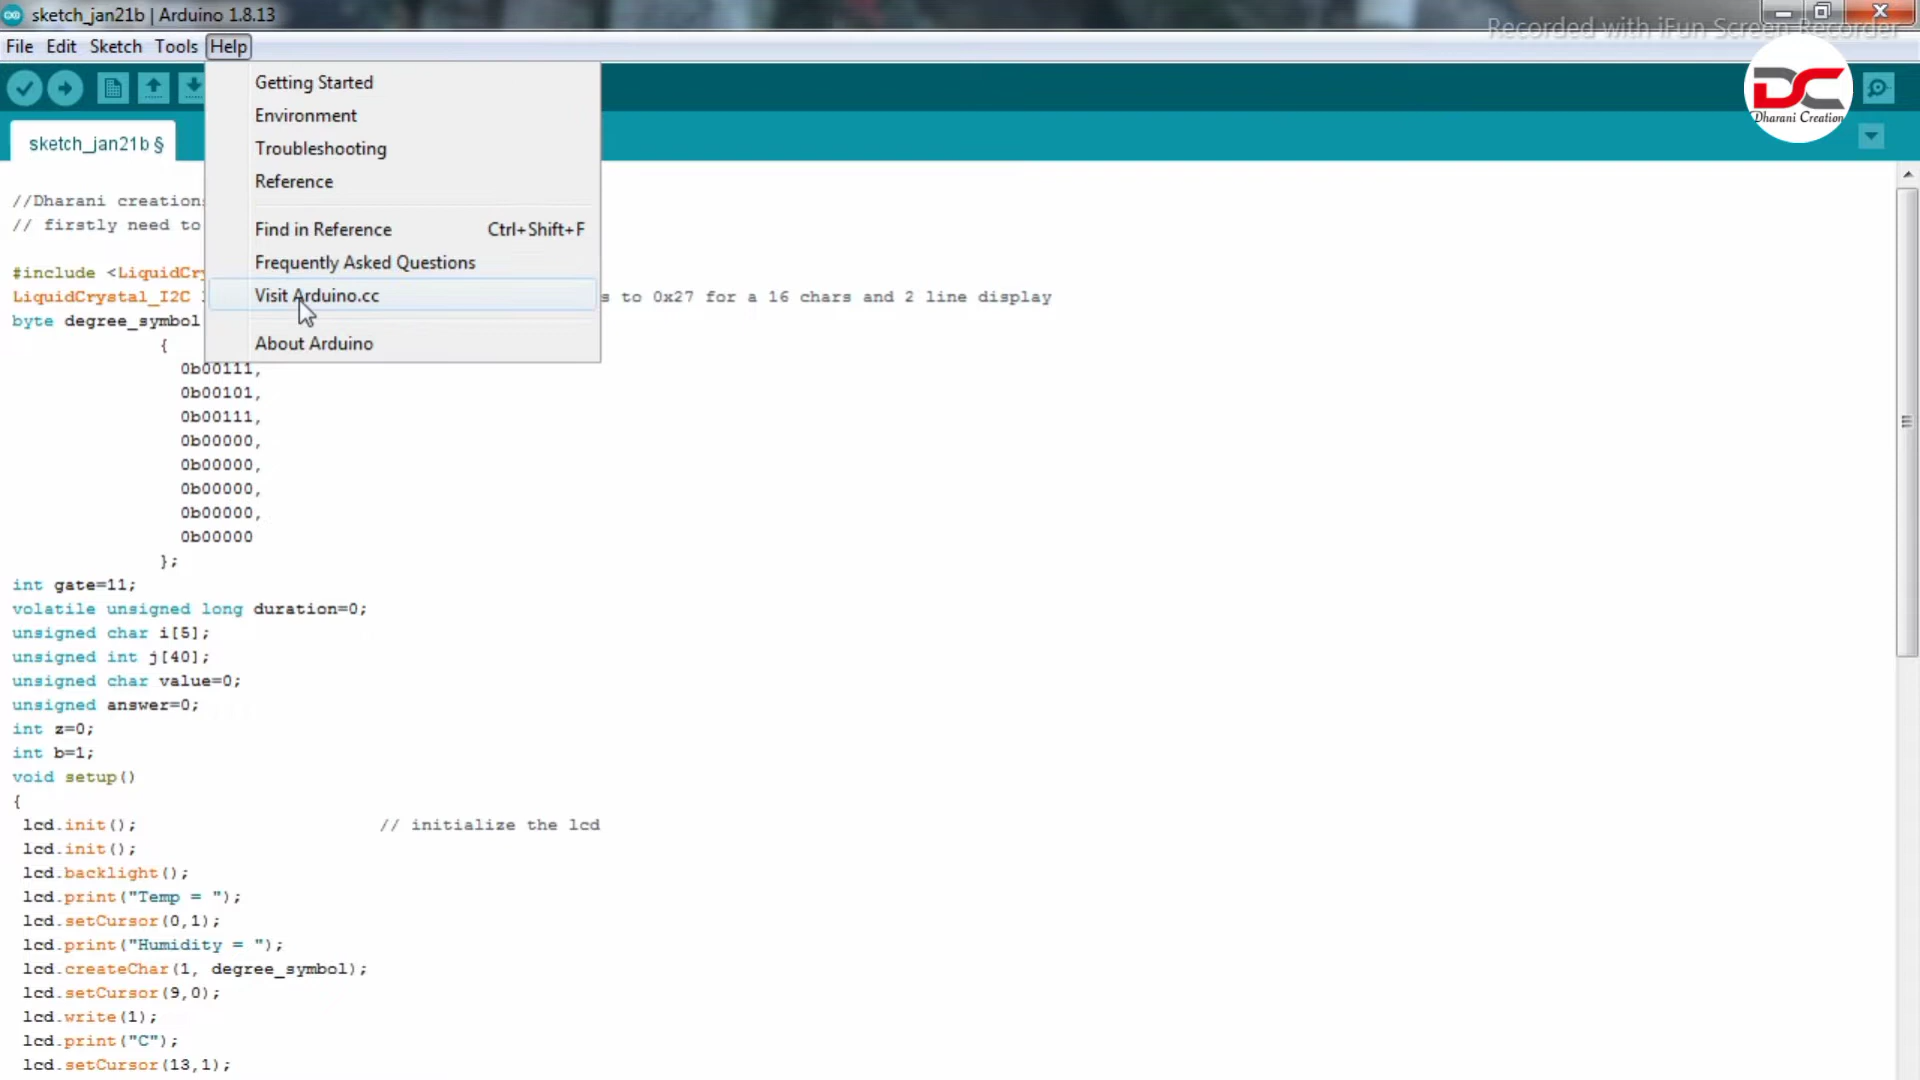 sketch_jan21b | Arduino 1.8.13
Recorded with iFun Screen Recorder
File Edit Sketch Tools Help
Getting Started
Environment
Troubleshooting
Reference
Find in Reference Ctrl+Shift+F
Frequently Asked Questions
Visit Arduino.cc
About Arduino
DC
Dharani Creation
sketch_jan21b §
//Dharani creation
// firstly need to
#include <LiquidCry
LiquidCrystal_I2C s to 0x27 for a 16 chars and 2 line display
byte degree_symbol
{
0b00111,
0b00101,
0b00111,
0b00000,
0b00000,
0b00000,
0b00000,
0b00000
};
int gate=11;
volatile unsigned long duration=0;
unsigned char i[5];
unsigned int j[40];
unsigned char value=0;
unsigned answer=0;
int z=0;
int b=1;
void setup()
{
lcd.init(); // initialize the lcd
lcd.init();
lcd.backlight();
lcd.print("Temp = ");
lcd.setCursor(0,1);
lcd.print("Humidity = ");
lcd.createChar(1, degree_symbol);
lcd.setCursor(9,0);
lcd.write(1);
lcd.print("C");
lcd.setCursor(13,1);